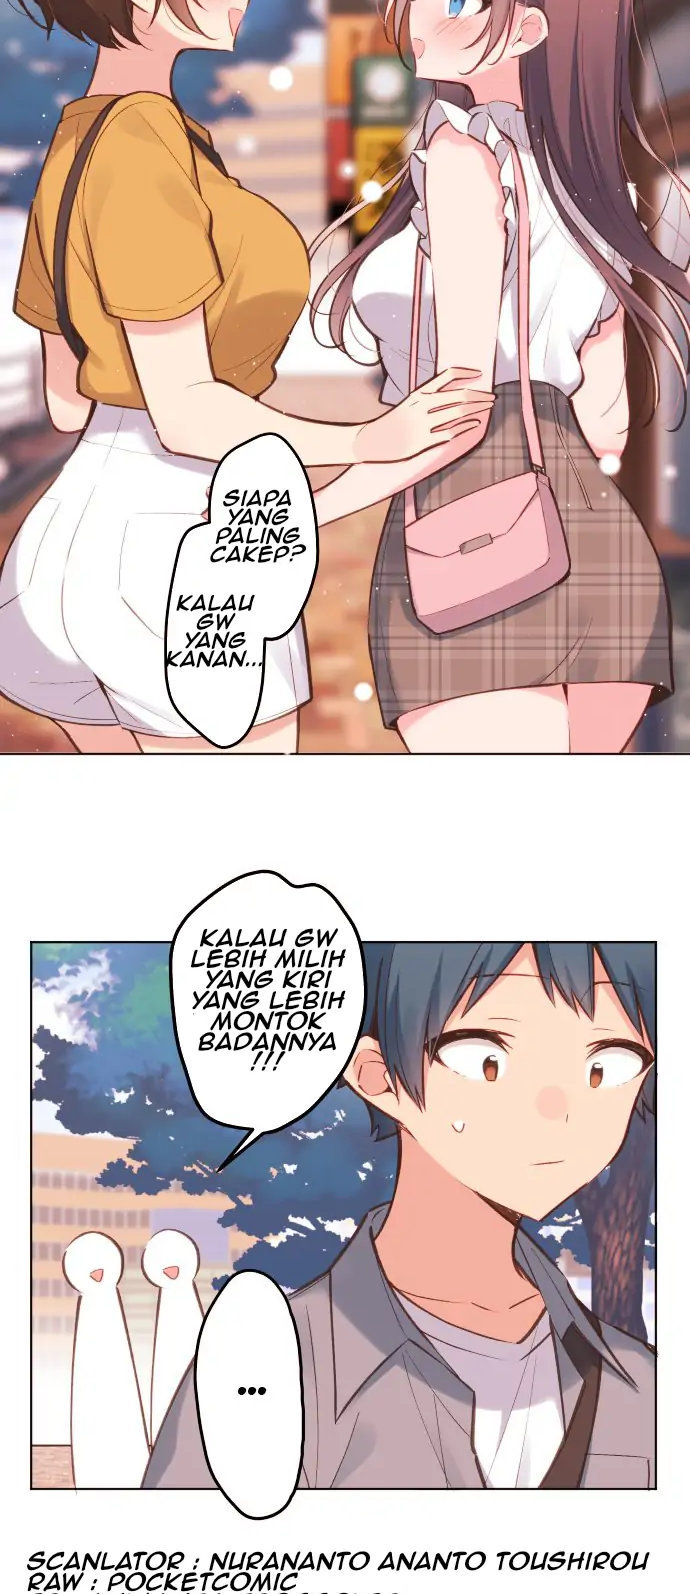 SIAPA
YANG
PALING
CAKEP?
KALAU
GW
YANG
KANAN...
KALAU GW
LEBIH MILIH
YANG KIRI
YANG LEBIH
MONTOK
BADANNYA
!!!
...
SCANLATOR : NURANANTO ANANTO TOUSHIROU
RAW : POCKETCOMIC